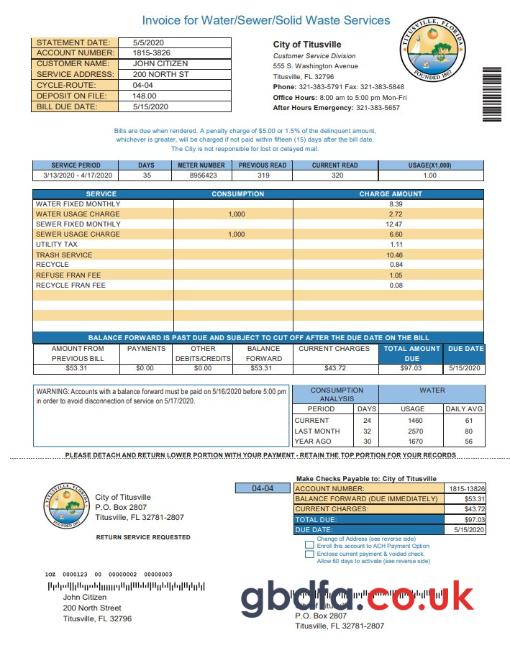 Invoice for Water/Sewer/Solid Waste Services
STATEMENT DATE: 5/5/2020
ACCOUNT NUMBER: 1815-3826
CUSTOMER NAME: JOHN CITIZEN
SERVICE ADDRESS: 200 NORTH ST
CYCLE-ROUTE: 04-04
DEPOSIT ON FILE: 148.00
BILL DUE DATE: 5/15/2020
City of Titusville
Customer Service Division
555 S. Washington Avenue
Titusville, FL 32796
Phone: 321-383-5791 Fax: 321-383-5848
Office Hours: 8:00 am to 5:00 pm Mon-Fri
After Hours Emergency: 321-383-5657
TITUSVILLE, FLORIDA
FOUNDED 1867
Bills are due when rendered. A penalty charge of $5.00 or 1.5% of the delinquent amount,
whichever is greater, will be charged if not paid within fifteen (15) days after the bill date.
The City is not responsible for lost or delayed mail.
SERVICE PERIOD DAYS METER NUMBER PREVIOUS READ CURRENT READ USAGE(X1,000)
3/13/2020 - 4/17/2020 35 8956423 319 320 1.00
SERVICE CONSUMPTION CHARGE AMOUNT
WATER FIXED MONTHLY 8.39
WATER USAGE CHARGE 1,000 2.72
SEWER FIXED MONTHLY 12.47
SEWER USAGE CHARGE 1,000 6.60
UTILITY TAX 1.11
TRASH SERVICE 10.46
RECYCLE 0.84
REFUSE FRAN FEE 1.05
RECYCLE FRAN FEE 0.08
BALANCE FORWARD IS PAST DUE AND SUBJECT TO CUT OFF AFTER THE DUE DATE ON THE BILL
AMOUNT FROM PREVIOUS BILL PAYMENTS OTHER DEBITS/CREDITS BALANCE FORWARD CURRENT CHARGES TOTAL AMOUNT DUE DUE DATE
$53.31 $0.00 $0.00 $53.31 $43.72 $97.03 5/15/2020
WARNING: Accounts with a balance forward must be paid on 5/16/2020 before 5:00 pm
in order to avoid disconnection of service on 5/17/2020.
CONSUMPTION ANALYSIS WATER
PERIOD DAYS USAGE DAILY AVG
CURRENT 24 1460 61
LAST MONTH 32 2570 80
YEAR AGO 30 1670 56
PLEASE DETACH AND RETURN LOWER PORTION WITH YOUR PAYMENT - RETAIN THE TOP PORTION FOR YOUR RECORDS
City of Titusville
P.O. Box 2807
Titusville, FL 32781-2807
RETURN SERVICE REQUESTED
04-04
Make Checks Payable to: City of Titusville
ACCOUNT NUMBER: 1815-13826
BALANCE FORWARD (DUE IMMEDIATELY) $53.31
CURRENT CHARGES: $43.72
TOTAL DUE: $97.03
DUE DATE: 5/15/2020
Change of Address (see reverse side)
Enroll this account to ACH Payment Option
Enclose current payment & voided check
Allow 60 days to activate (see reverse side)
102 0000123 00 00000002 00000003
John Citizen
200 North Street
Titusville, FL 32796
gbdfa.co.uk
P.O. Box 2807
Titusville, FL 32781-2807